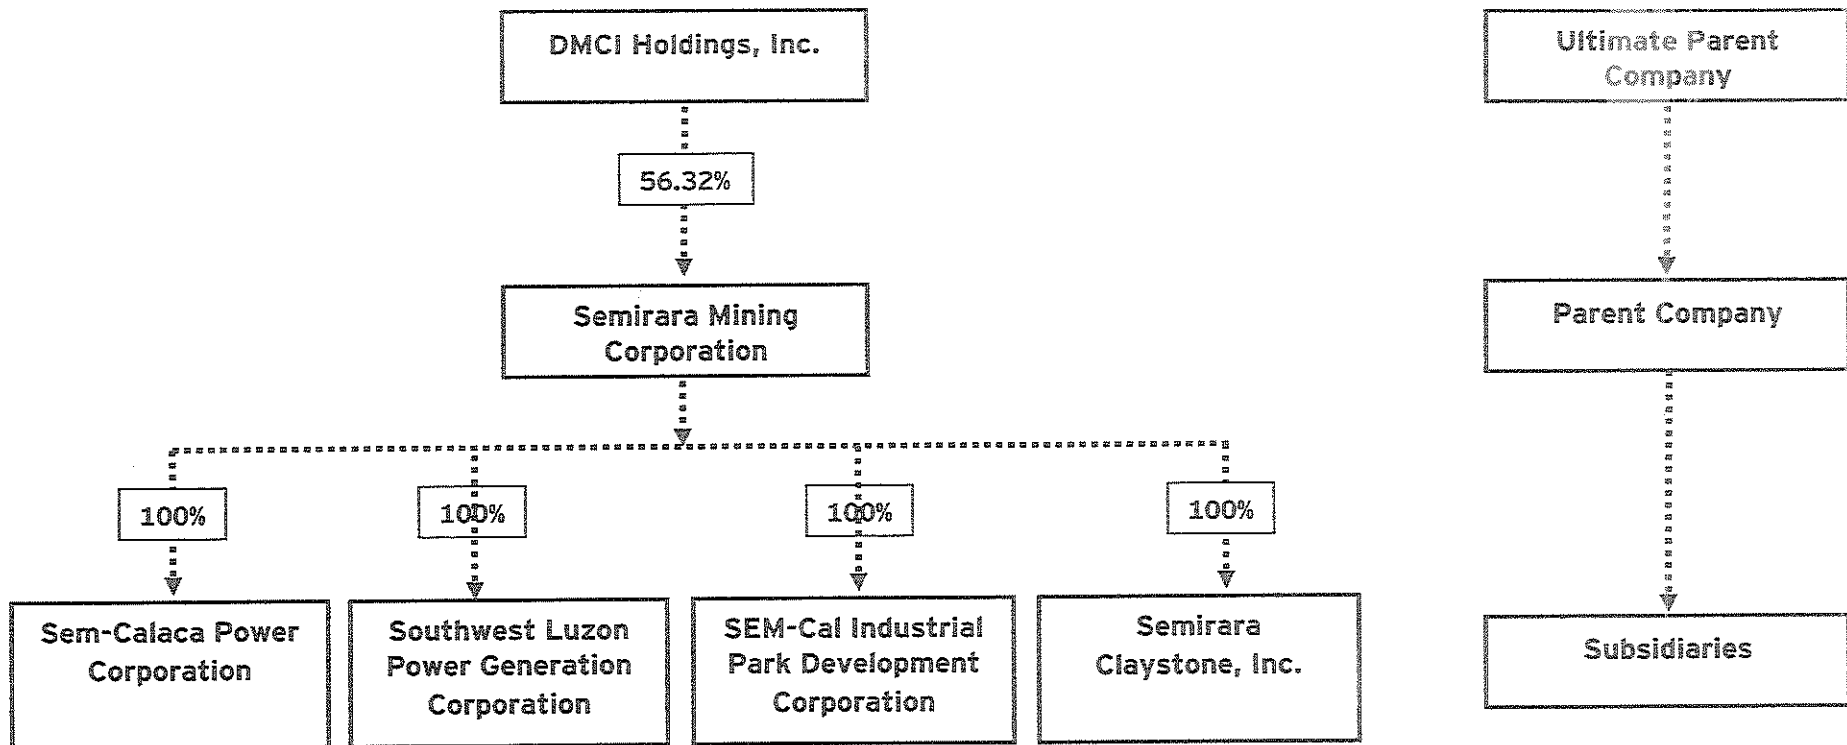 DMCI Holdings, Inc.
Ultimate Parent
Company
56.32%
Semirara Mining
Corporation
Parent Company
100%
100%
100%
100%
Sem-Calaca Power
Corporation
Southwest Luzon
Power Generation
Corporation
SEM-Cal Industrial
Park Development
Corporation
Semirara
Claystone, Inc.
Subsidiaries